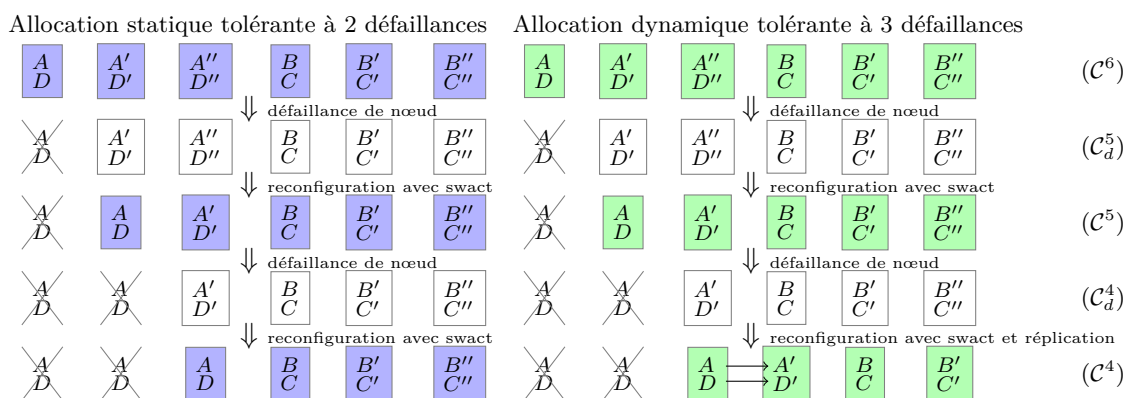 Allocation statique tolérante à 2 défaillances Allocation dynamique tolérante à 3 défaillances
A A′ A″ B B′ B″ A A′ A″ B B′ B″
D D′ D″ C C′ C″ D D′ D″ C C′ C″ (𝒞⁶)
⇓ défaillance de nœud ⇓ défaillance de nœud
A A′ A″ B B′ B″ A A′ A″ B B′ B″
D D′ D″ C C′ C″ D D′ D″ C C′ C″ (𝒞⁵_d)
⇓ reconfiguration avec swact ⇓ reconfiguration avec swact
A A A′ B B′ B″ A A A′ B B′ B″
D D D′ C C′ C″ D D D′ C C′ C″ (𝒞⁵)
⇓ défaillance de nœud ⇓ défaillance de nœud
A A A′ B B′ B″ A A A′ B B′ B″
D D D′ C C′ C″ D D D′ C C′ C″ (𝒞⁴_d)
⇓ reconfiguration avec swact ⇓ reconfiguration avec swact et réplication
A A A B B′ B″ A A A A′ B B′
D D D C C′ C″ D D D D′ C C′ (𝒞⁴)